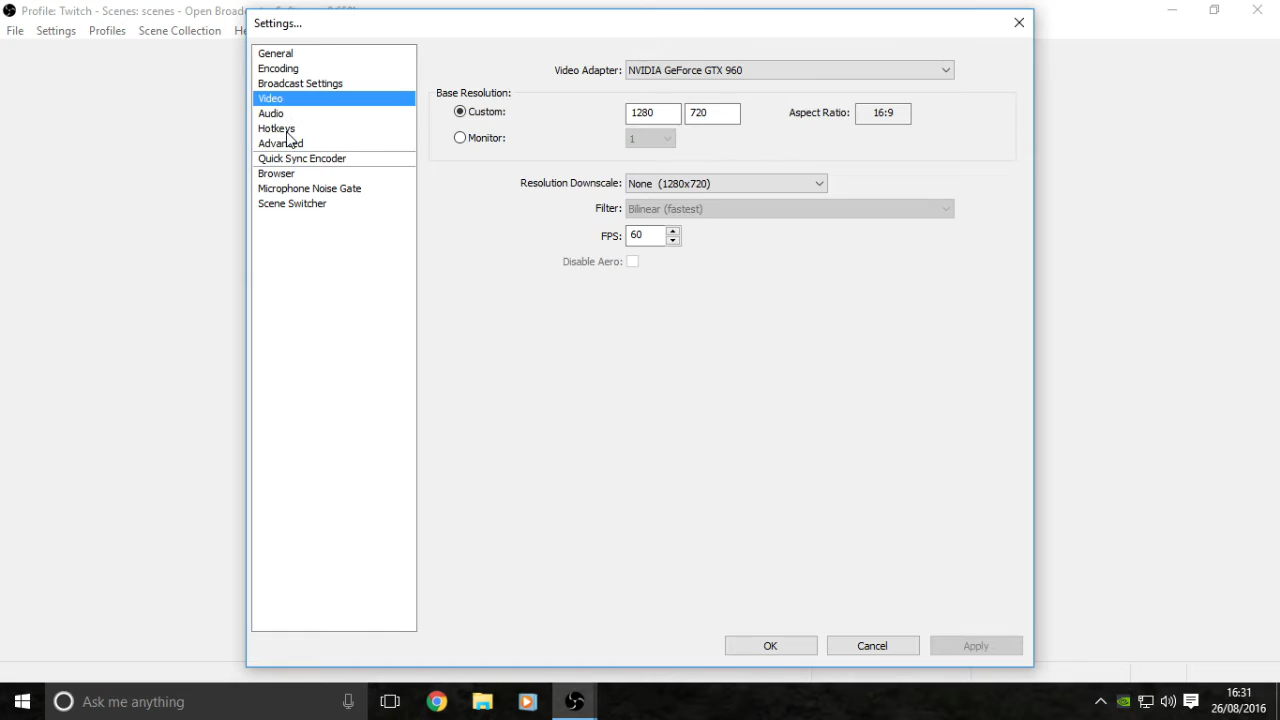 Profile: Twitch - Scenes: scenes - Open Broadcaster Software
File Settings Profiles Scene Collection
Settings...
General
Encoding
Broadcast Settings
Video
Audio
Hotkeys
Advanced
Quick Sync Encoder
Browser
Microphone Noise Gate
Scene Switcher
Video Adapter: NVIDIA GeForce GTX 960
Base Resolution:
Custom: 1280 720 Aspect Ratio: 16:9
Monitor: 1
Resolution Downscale: None (1280x720)
Filter: Bilinear (fastest)
FPS: 60
Disable Aero:
OK Cancel Apply
Ask me anything
16:31
26/08/2016